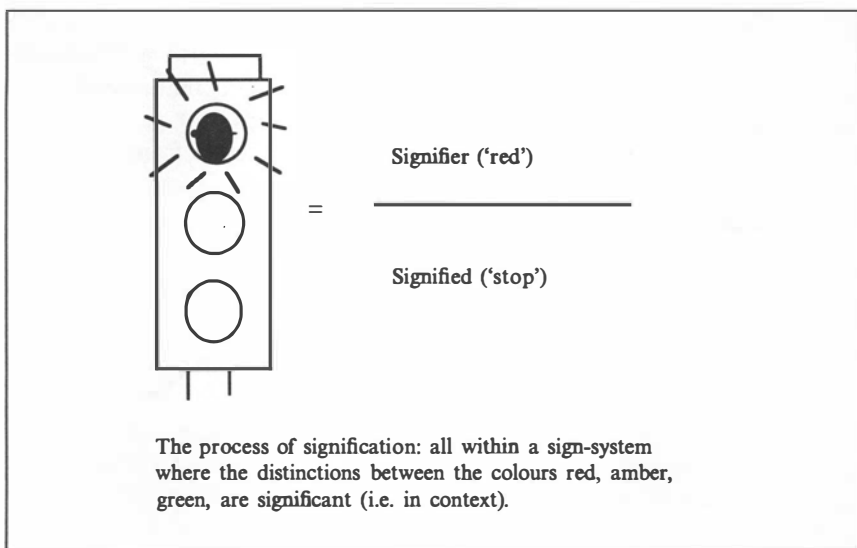 Signifier (‘red’)
=
Signified (‘stop’)
The process of signification: all within a sign-system
where the distinctions between the colours red, amber,
green, are significant (i.e. in context).